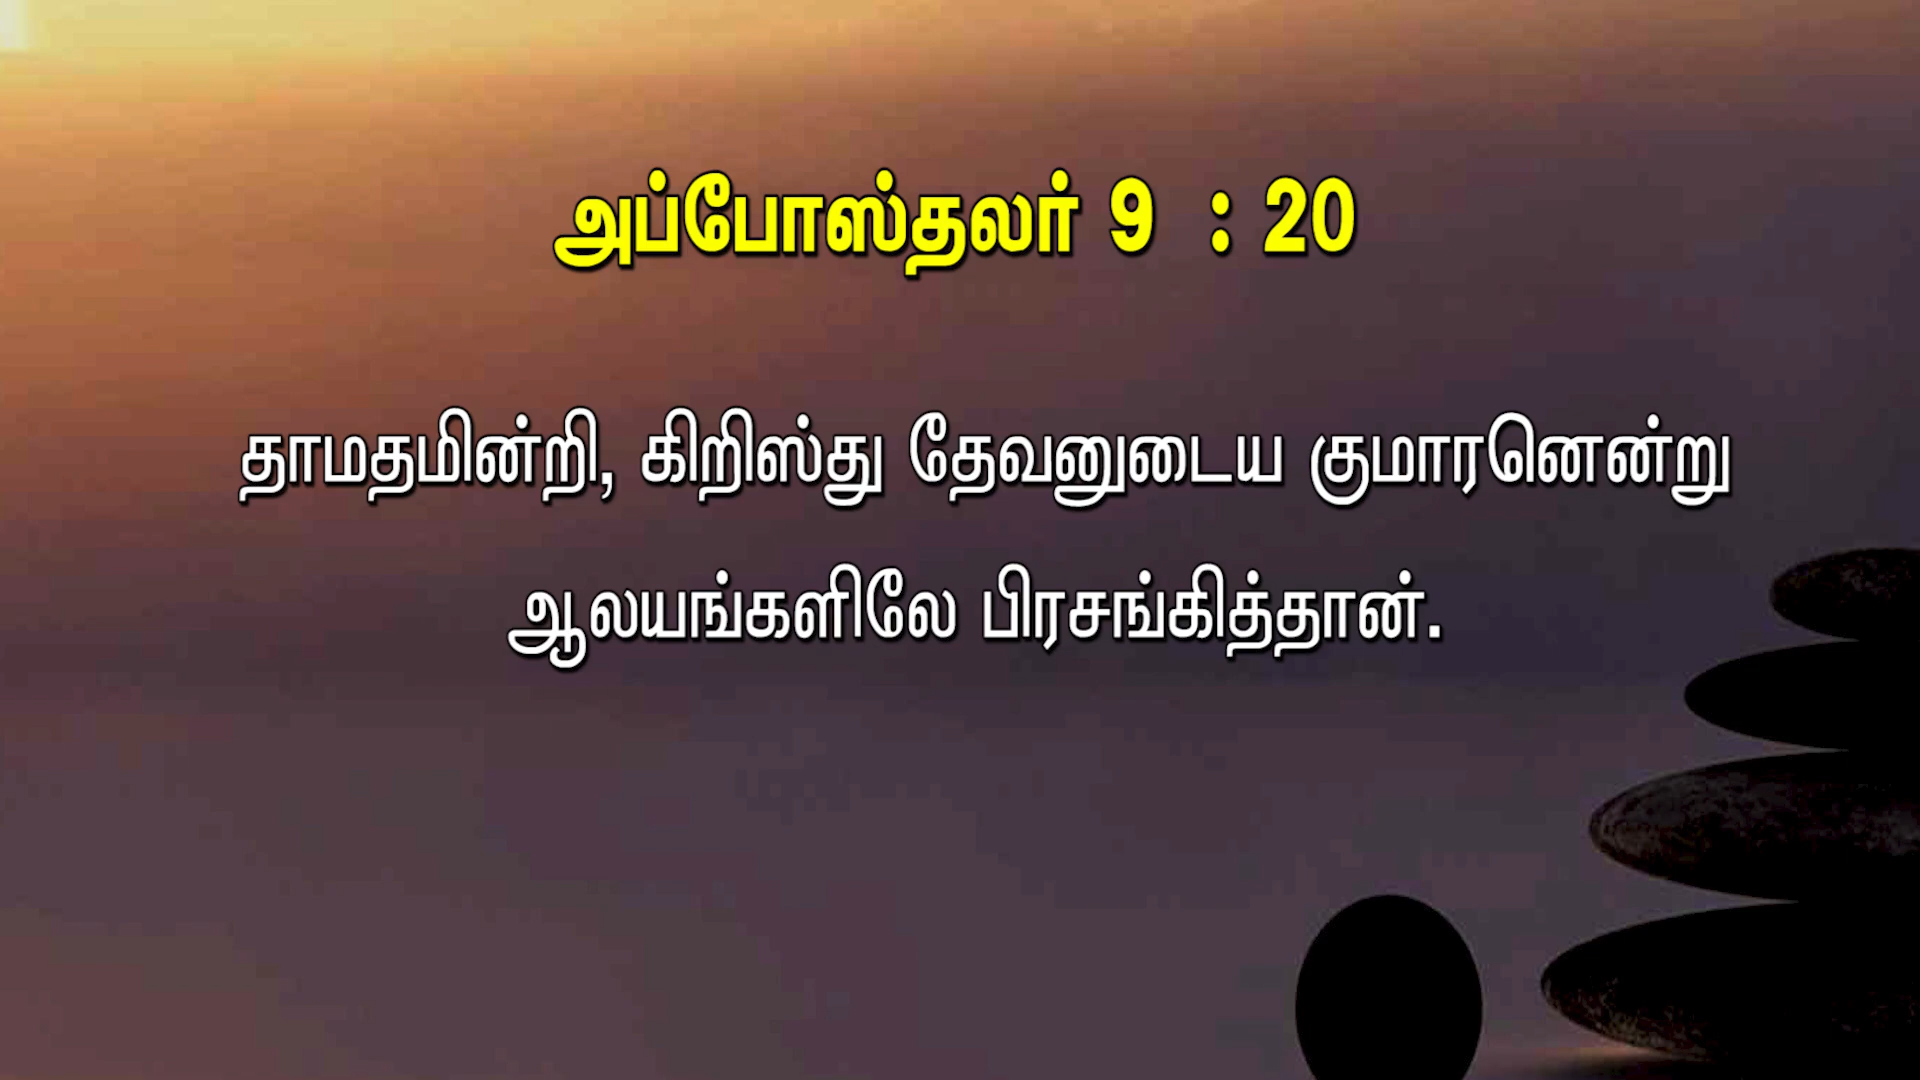 அப்போஸ்தலர் 9 : 20
தாமதமின்றி, கிறிஸ்து தேவனுடைய குமாரனென்று
ஆலயங்களிலே பிரசங்கித்தான்.